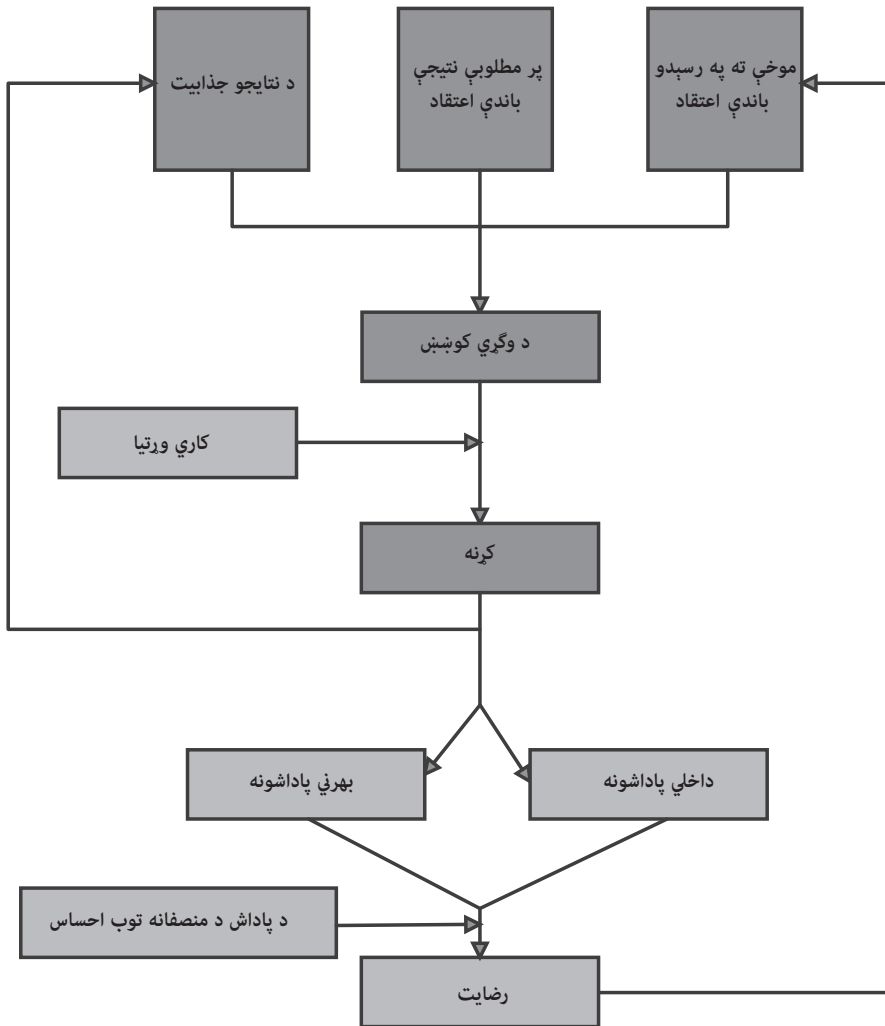 موخې ته په رسېدو
باندې اعتقاد
پر مطلوبې نتيجې
باندې اعتقاد
د نتايجو جذابيت
د وګړي کوښښ
کاري وړتيا
کړنه
داخلي پاداشونه
بهرني پاداشونه
د پاداش د منصفانه توب احساس
رضايت